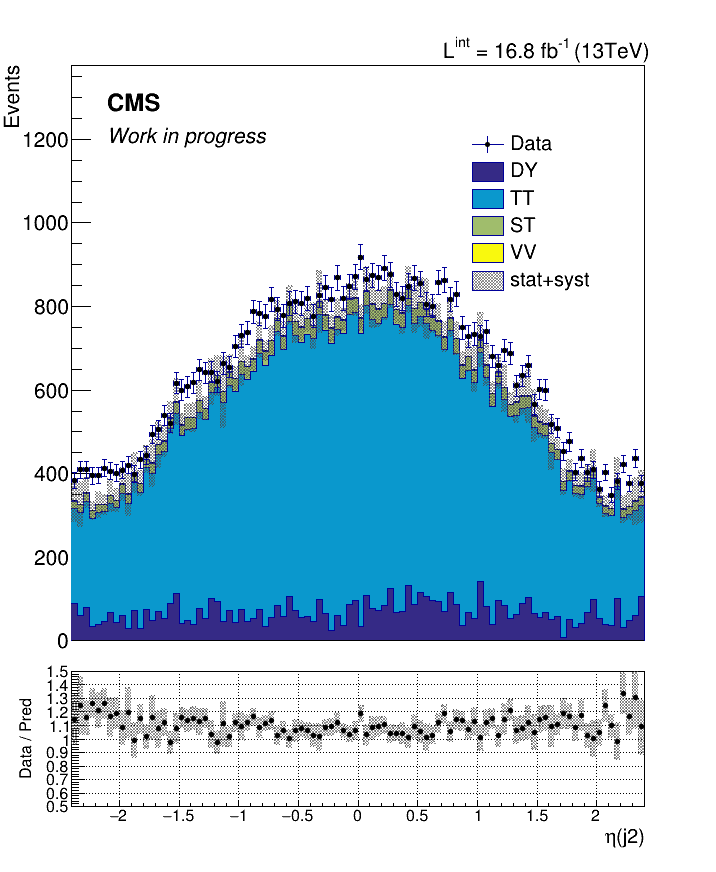 L^int = 16.8 fb^-1 (13TeV)
Events
CMS
Work in progress
Data
DY
TT
ST
VV
stat+syst
1200
1000
800
600
400
200
0
Data / Pred
1.5
1.4
1.3
1.2
1.1
1
0.9
0.8
0.7
0.6
0.5
−2 −1.5 −1 −0.5 0 0.5 1 1.5 2
η(j2)